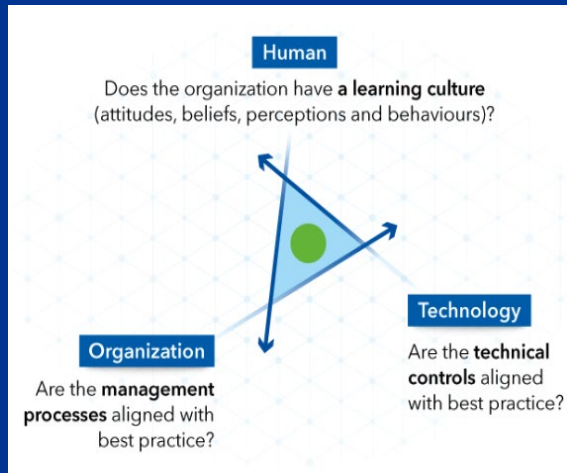 Human
Does the organization have a learning culture
(attitudes, beliefs, perceptions and behaviours)?
Organization
Are the management
processes aligned with
best practice?
Technology
Are the technical
controls aligned
with best practice?